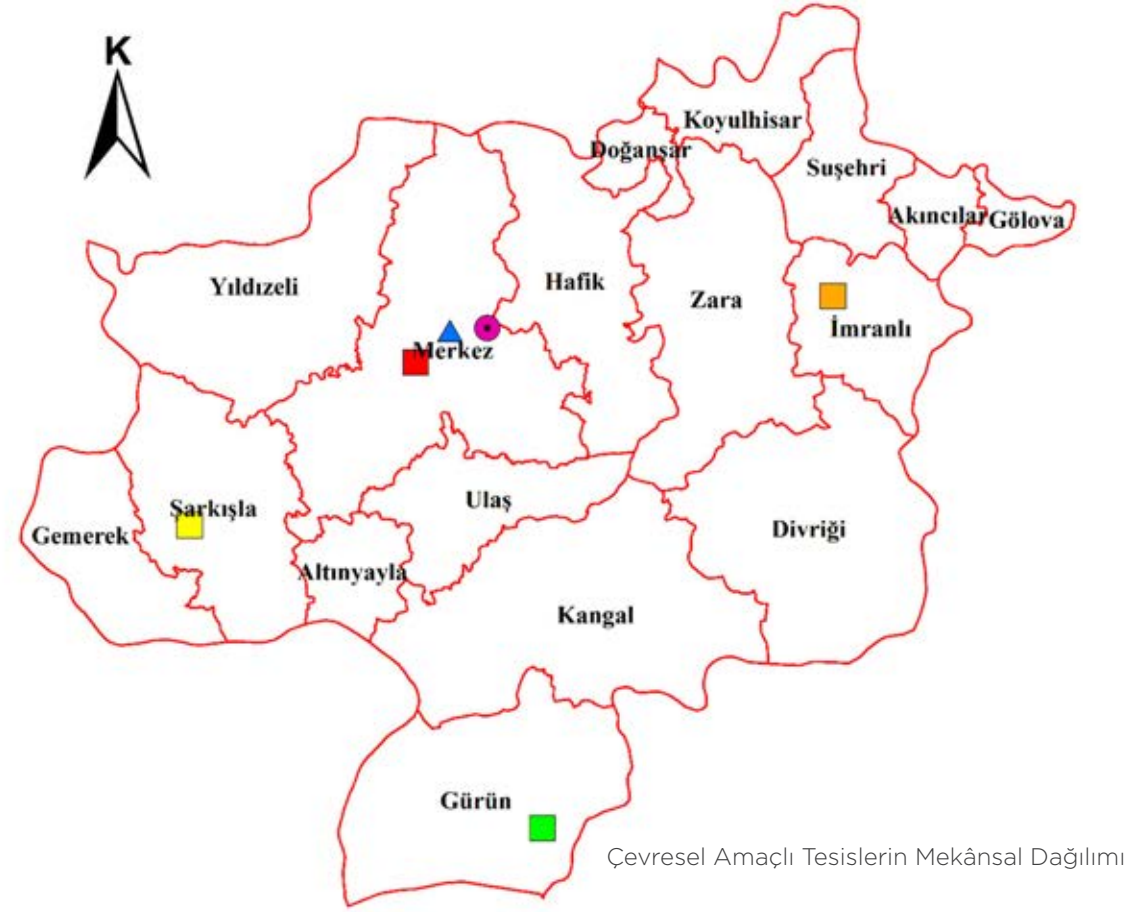 K
Koyulhisar
Doğanşar
Suşehri
Akıncılar
Gölova
Yıldızeli
Hafik
Zara
İmranlı
Merkez
Şarkışla
Ulaş
Gemerek
Divriği
Altınyayla
Kangal
Gürün
Çevresel Amaçlı Tesislerin Mekânsal Dağılımı